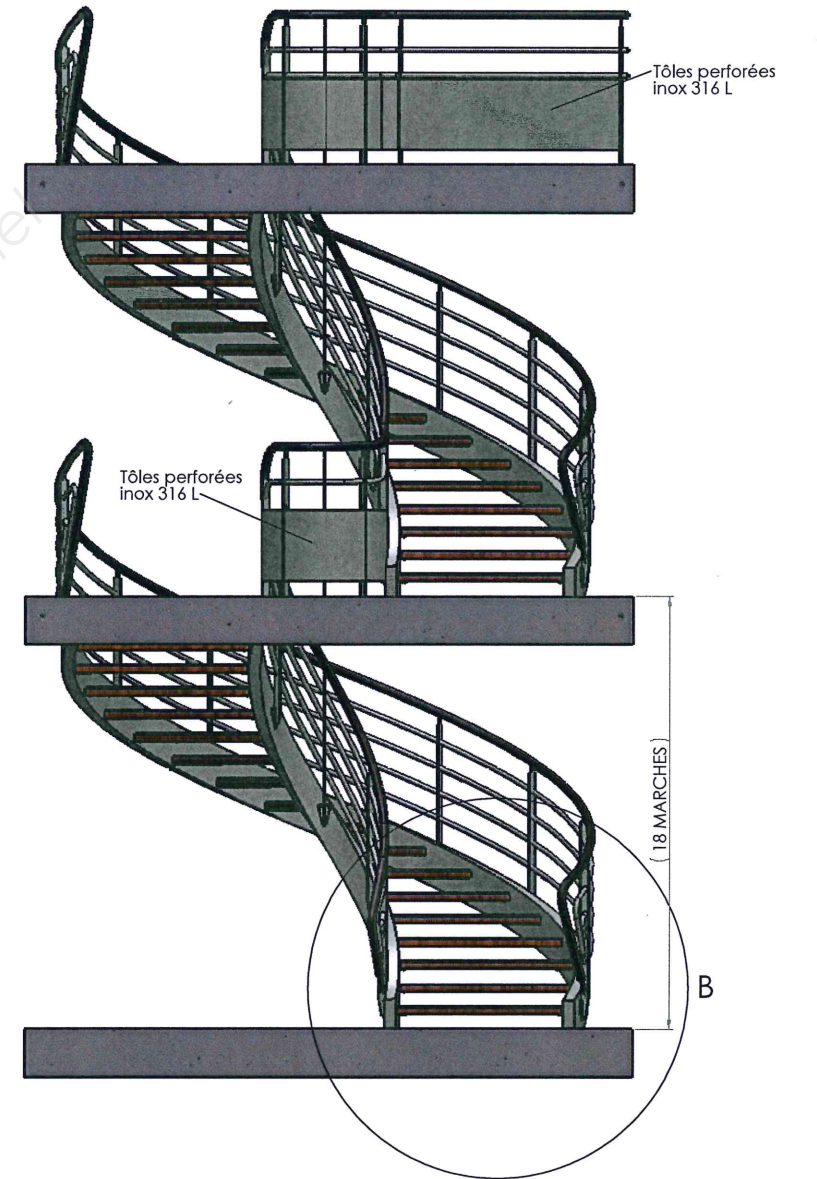 Tôles perforées
inox 316 L
Tôles perforées
inox 316 L
( 18 MARCHES )
B